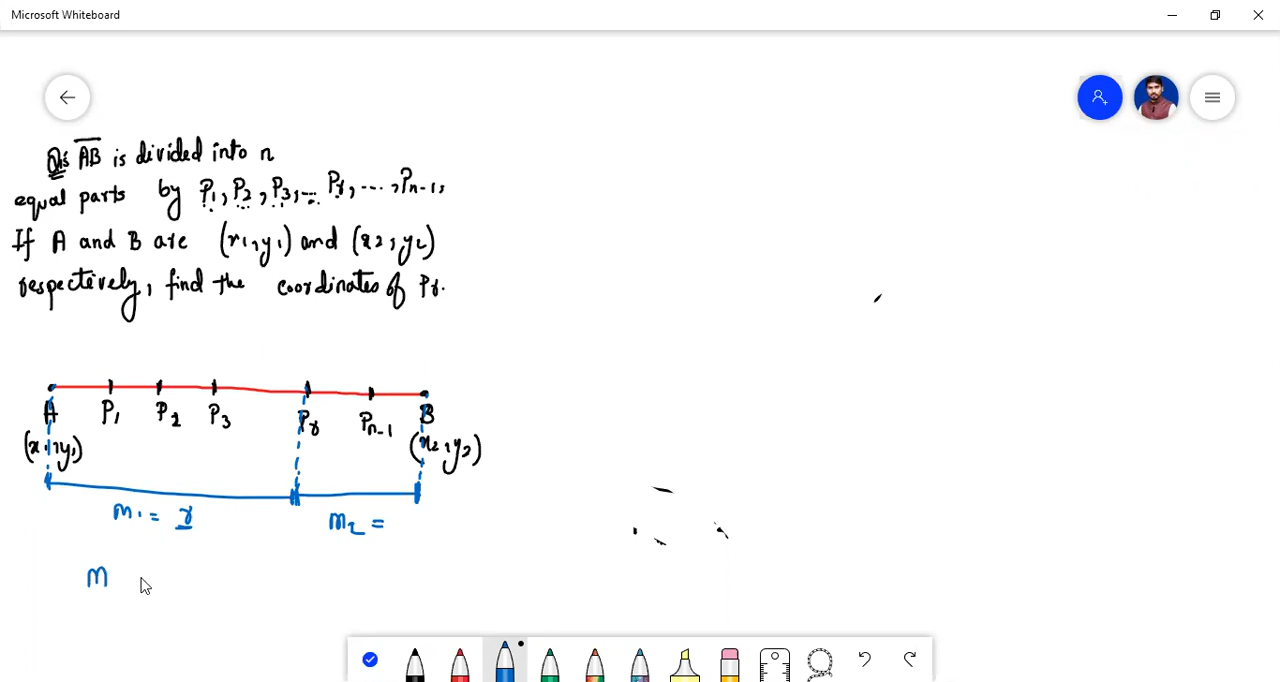 Microsoft Whiteboard
Q:5 AB is divided into n
equal parts by P1, P2, P3, ... Pr, ..., Pn-1,
If A and B are (x1, y1) and (x2, y2)
respectively, find the coordinates of Pr.
A P1 P2 P3 Pr Pn-1 B
(x1, y1) (x2, y2)
m1 = r m2 =
m